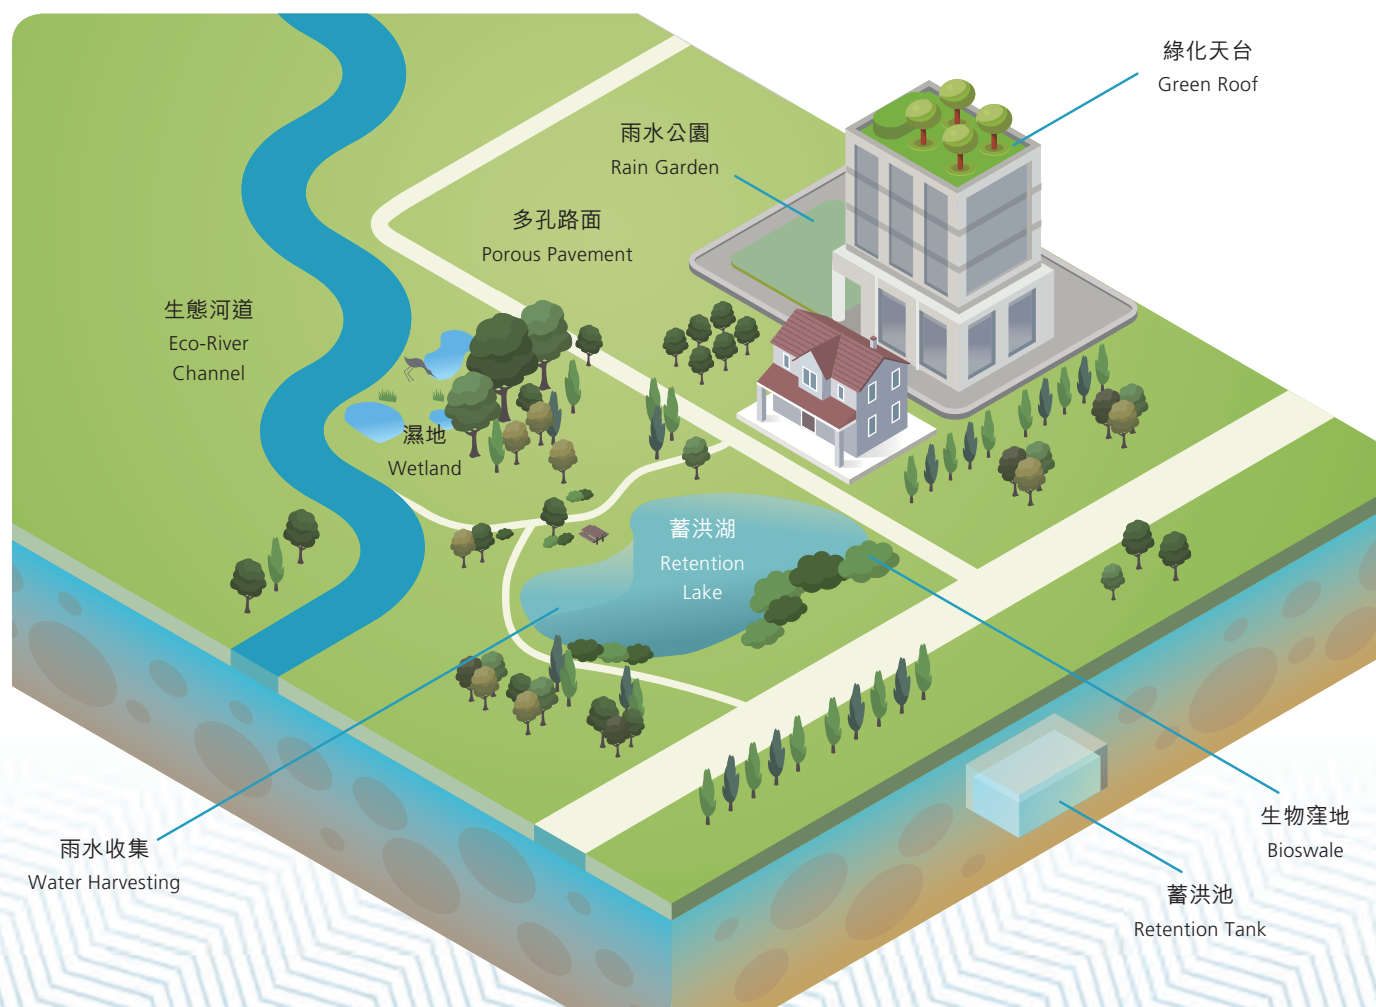 綠化天台
Green Roof
雨水公園
Rain Garden
多孔路面
Porous Pavement
生態河道
Eco-River
Channel
濕地
Wetland
蓄洪湖
Retention
Lake
雨水收集
Water Harvesting
生物窪地
Bioswale
蓄洪池
Retention Tank